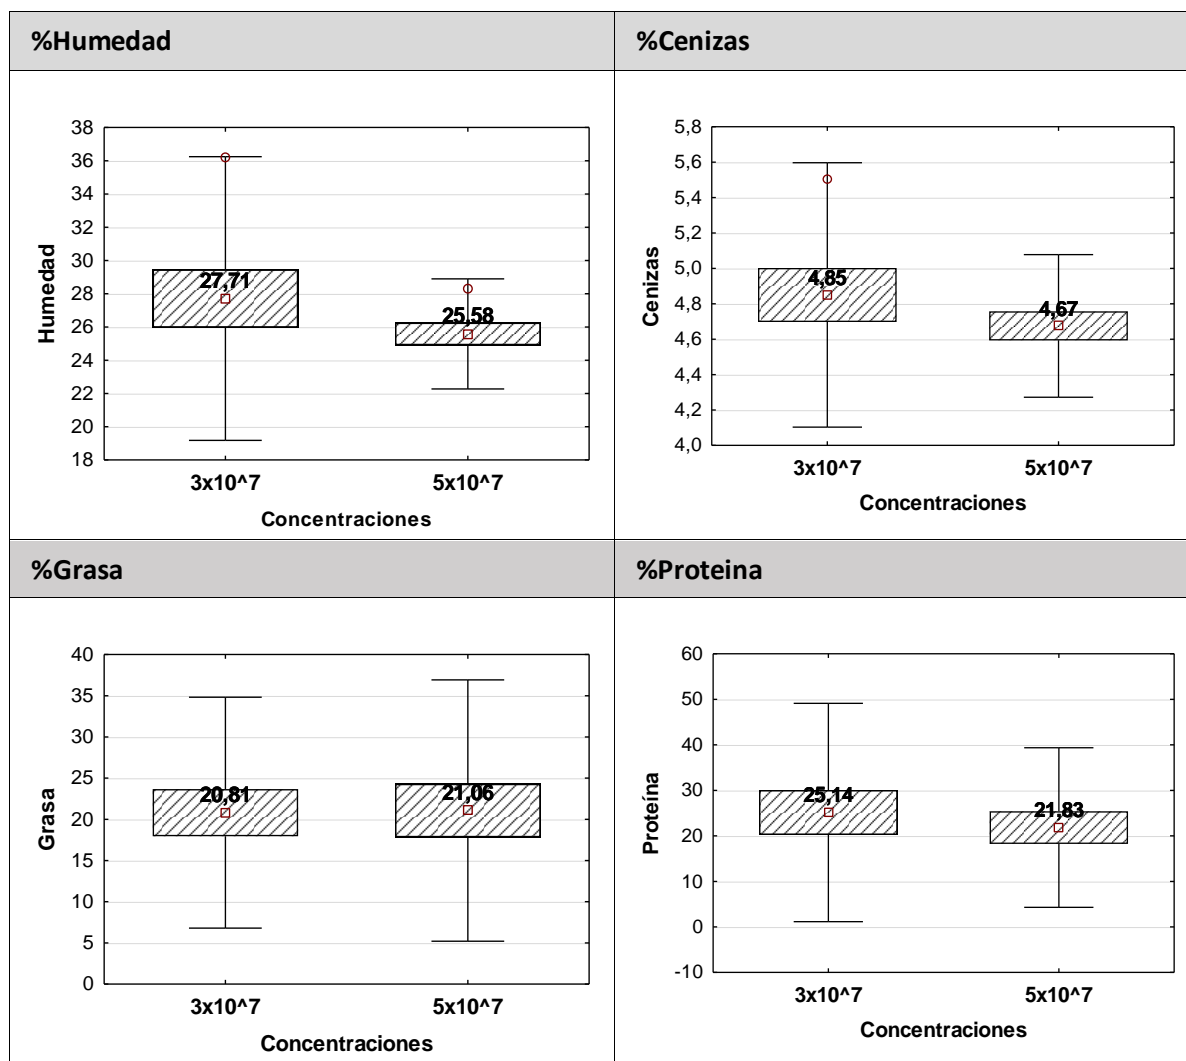 %Humedad
%Cenizas
38
36
34
32
30
28
26
24
22
20
18
Humedad
27,71
25,58
3x10^7
5x10^7
Concentraciones
5,8
5,6
5,4
5,2
5,0
4,8
4,6
4,4
4,2
4,0
Cenizas
4,85
4,67
3x10^7
5x10^7
Concentraciones
%Grasa
%Proteina
40
35
30
25
20
15
10
5
0
Grasa
20,81
21,06
3x10^7
5x10^7
Concentraciones
60
50
40
30
20
10
0
-10
Proteína
25,14
21,83
3x10^7
5x10^7
Concentraciones